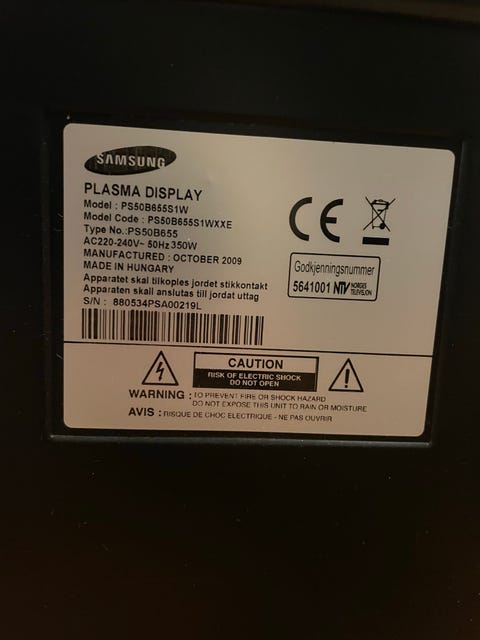 SAMSUNG
PLASMA DISPLAY
Model : PS50B655S1W
Model Code : PS50B655S1WXXE
Type No.:PS50B655
AC220-240V~ 50Hz 350W
MANUFACTURED : OCTOBER 2009
MADE IN HUNGARY
Apparatet skal tilkoples jordet stikkontakt
Apparaten skall anslutas till jordat uttag
S/N : 880534PSA00219L
CE
Godkjenningsnummer
5641001 NTV NORGES TELEVISJON
CAUTION
RISK OF ELECTRIC SHOCK
DO NOT OPEN
WARNING : TO PREVENT FIRE OR SHOCK HAZARD
DO NOT EXPOSE THIS UNIT TO RAIN OR MOISTURE
AVIS : RISQUE DE CHOC ELECTRIQUE - NE PAS OUVRIR